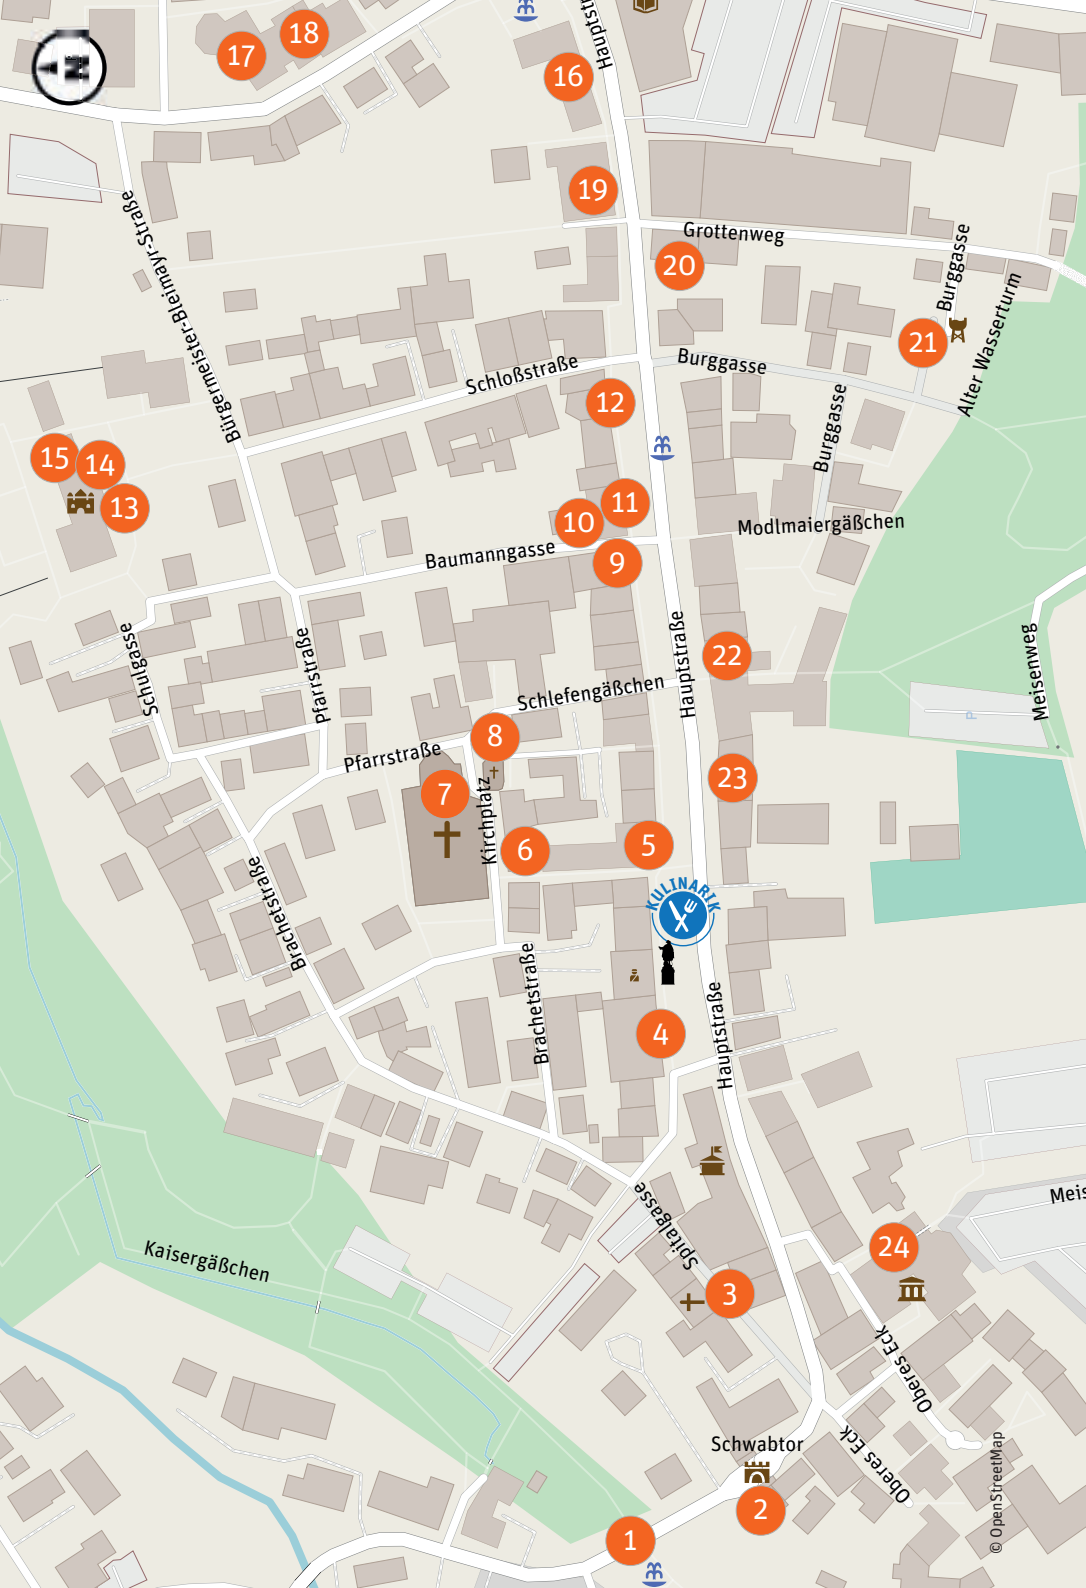 Hauptstr
18
17
N
16
19
Grottenweg
20
Burggasse
Bürgermeister-Bleimayr-Straße
21
Alter Wasserturm
Schloßstraße
Burggasse
12
Burggasse
15
14
13
11
10
Modlmaiergäßchen
Baumanngasse
9
Schulgasse
Pfarrstraße
Hauptstraße
22
Meisenweg
Schlefengäßchen
P
8
Pfarrstraße
23
7
Kirchplatz
6
5
KULINARIK
Brachetstraße
Brachetstraße
Hauptstraße
4
Spitalgasse
Meis
Kaisergäßchen
24
3
Oberes Eck
Oberes Eck
Schwabtor
© OpenStreetMap
2
1